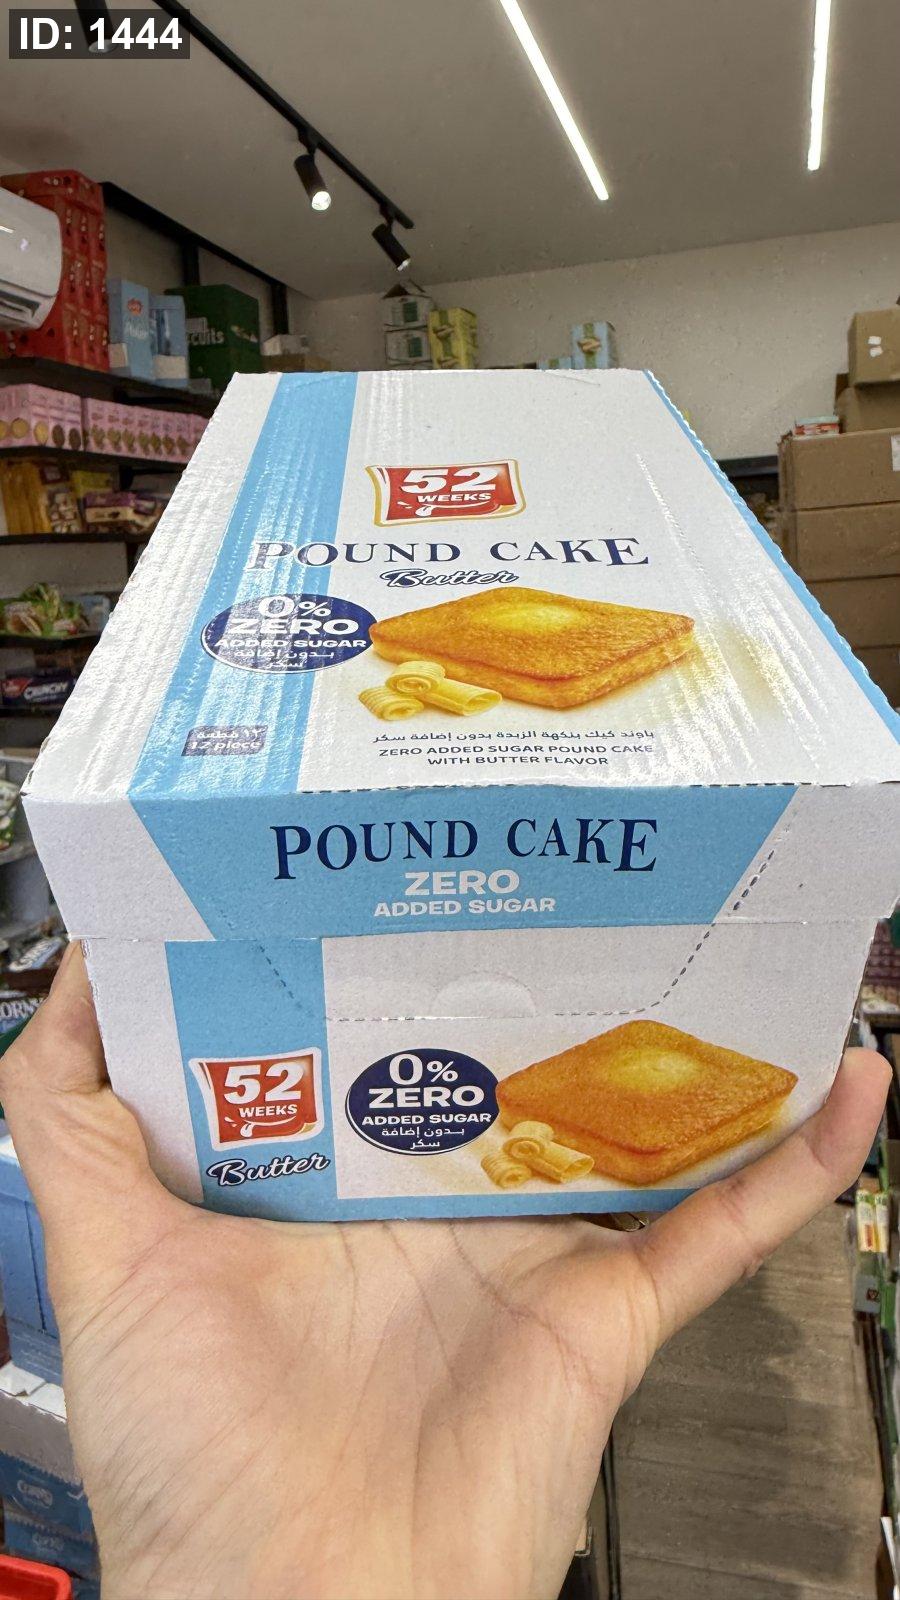 ID: 1444
cuits
52
WEEKS
POUND CAKE
Butter
0%
ZERO
ADDED SUGAR
بدون إضافة
سكر
١٢ قطعة
12 piece
باوند كيك بنكهة الزبدة بدون إضافة سكر
ZERO ADDED SUGAR POUND CAKE
WITH BUTTER FLAVOR
POUND CAKE
ZERO
ADDED SUGAR
52
WEEKS
Butter
0%
ZERO
ADDED SUGAR
بدون إضافة
سكر
CRUNCHY